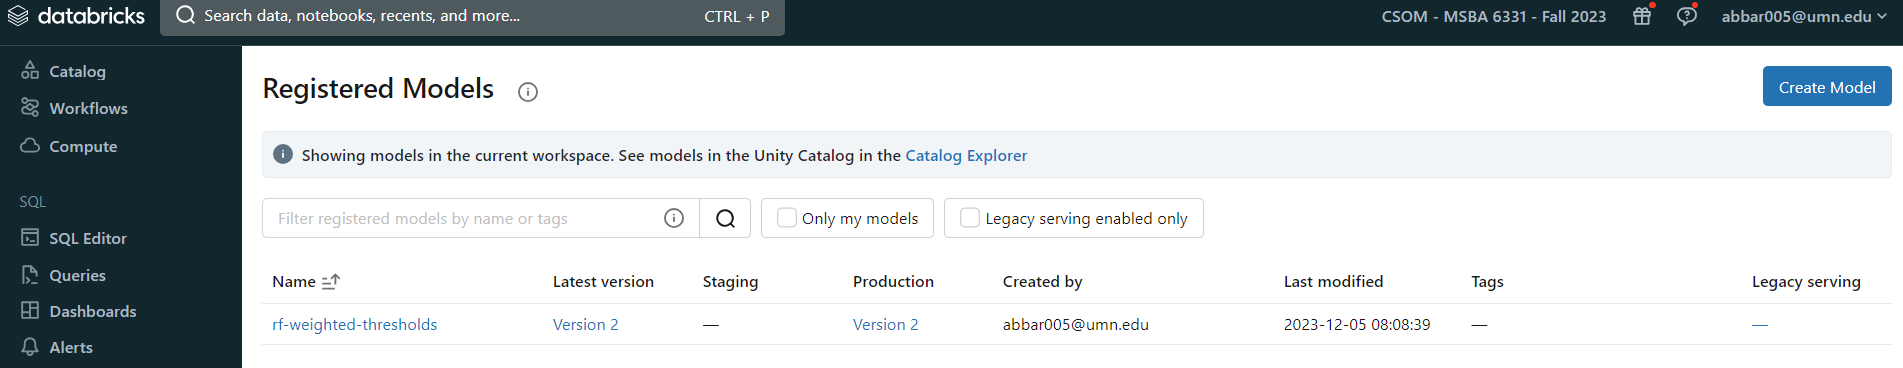 databricks
Search data, notebooks, recents, and more... CTRL + P
CSOM - MSBA 6331 - Fall 2023
abbar005@umn.edu
Catalog
Workflows
Compute
SQL
SQL Editor
Queries
Dashboards
Alerts
Registered Models
Create Model
Showing models in the current workspace. See models in the Unity Catalog in the Catalog Explorer
Filter registered models by name or tags
Only my models
Legacy serving enabled only
Name Latest version Staging Production Created by Last modified Tags Legacy serving
rf-weighted-thresholds Version 2 — Version 2 abbar005@umn.edu 2023-12-05 08:08:39 — —